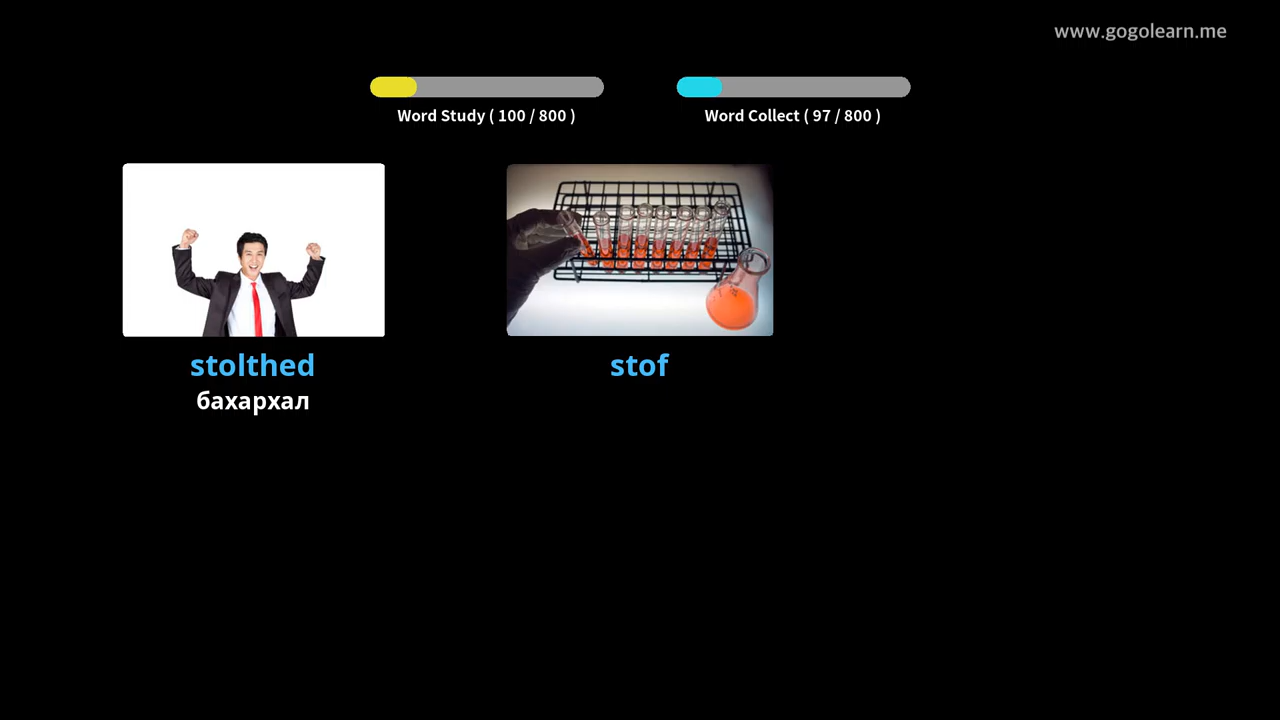 www.gogolearn.me
Word Study ( 100 / 800 )
Word Collect ( 97 / 800 )
stolthed
бахархал
stof